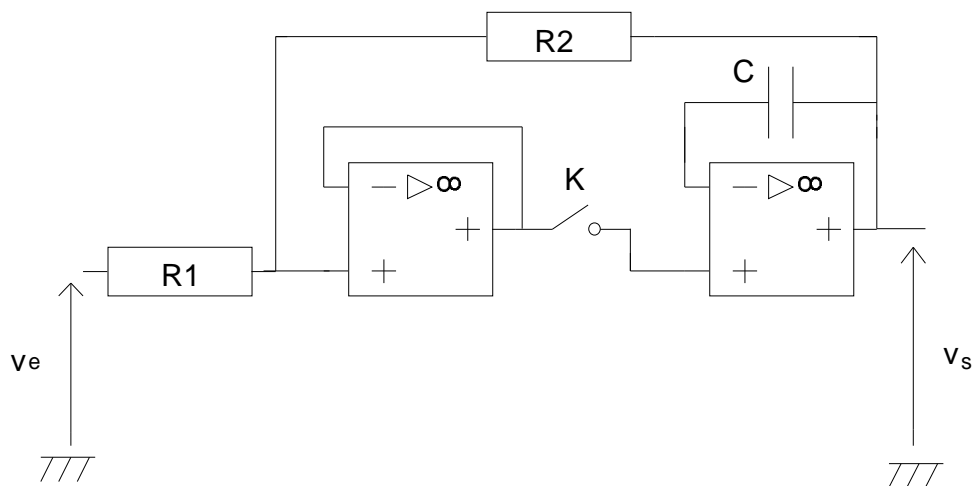 R2
C
− ▷ ∞
K
− ▷ ∞
+
+
R1
+
+
ve
vs